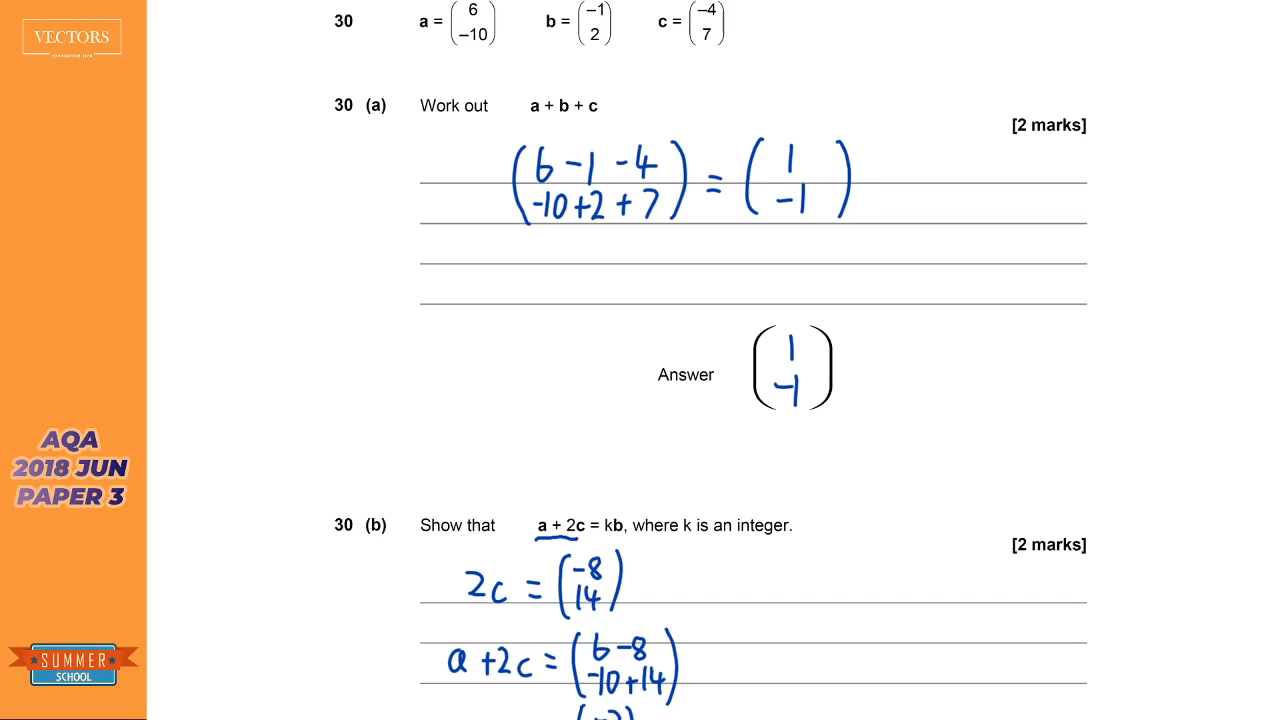 VECTORS
FOUNDATION TIER
30 a = ( 6 –10 ) b = ( –1 2 ) c = ( –4 7 )
30 (a) Work out a + b + c
[2 marks]
( 6 -1 -4 -10 +2 +7 ) = ( 1 -1 )
Answer ( 1 -1 )
AQA
2018 JUN
PAPER 3
30 (b) Show that a + 2c = kb, where k is an integer.
[2 marks]
2c = ( -8 14 )
a + 2c = ( 6 -8 -10 +14 )
SUMMER
SCHOOL